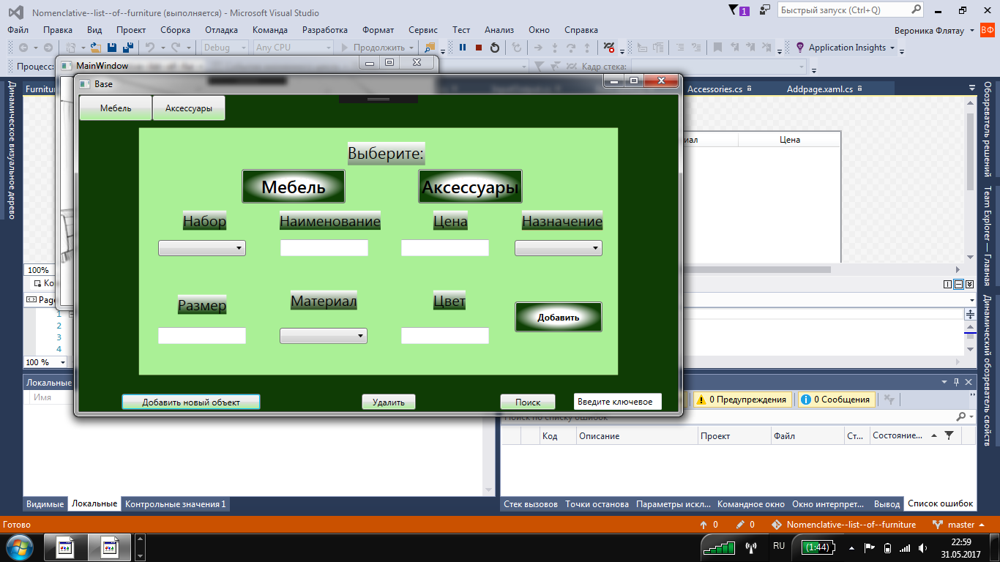 Nomenclative--list--of--furniture (выполняется) - Microsoft Visual Studio
1
Быстрый запуск (Ctrl+Q)
Файл Правка Вид Проект Сборка Отладка Команда Разработка Формат Сервис Тест Анализ Окно Справка
Вероника Флятау
ВФ
Debug
Any CPU
Продолжить
Application Insights
Процесс:
Кадр стека:
MainWindow
Base
Furnitur
Accessories.cs
Addpage.xaml.cs
Динамическое визуальное дерево
Обозреватель решений
Team Explorer — Главная
Динамический обозреватель свойств
Мебель
Аксессуары
Цена
Выберите:
Мебель
Аксессуары
Набор
Наименование
Цена
Назначение
Размер
Материал
Цвет
Добавить
Добавить новый объект
Удалить
Поиск
Введите ключевое
100%
Page
1
2
3
4
100 %
Локальные
Имя
0 Предупреждения
0 Сообщения
Поиск по списку ошибок
Код
Описание
Проект
Файл
Ст...
Состояние...
Видимые
Локальные
Контрольные значения 1
Стек вызовов
Точки останова
Параметры искл...
Командное окно
Окно интерпрет...
Вывод
Список ошибок
Готово
0
0
Nomenclative--list--of--furniture
master
RU
(1:44)
22:59
31.05.2017